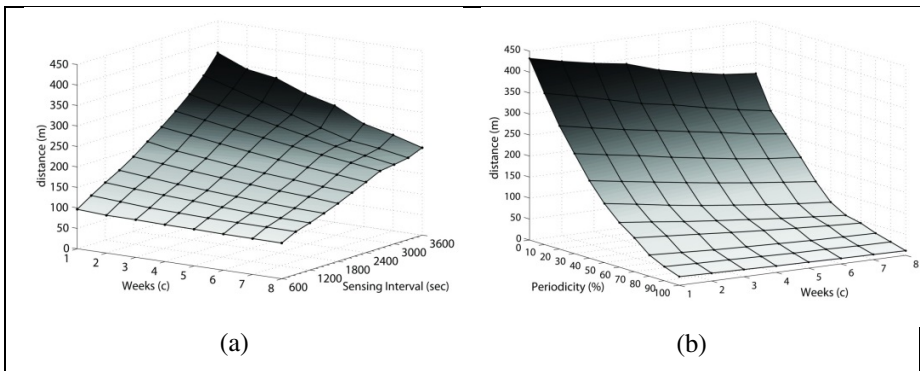 450
400
350
300
250
200
150
100
50
0
distance (m)
1 2 3 4 5 6 7 8
Weeks (c)
600 1200 1800 2400 3000 3600
Sensing Interval (sec)
(a)
450
400
350
300
250
200
150
100
50
0
distance (m)
0 10 20 30 40 50 60 70 80 90 100
Periodicity (%)
1 2 3 4 5 6 7 8
Weeks (c)
(b)